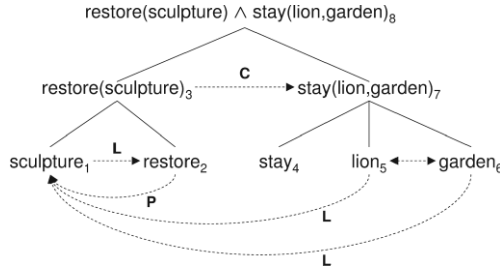 restore(sculpture) ∧ stay(lion,garden)₈
restore(sculpture)₃ C stay(lion,garden)₇
sculpture₁ L restore₂ stay₄ lion₅ garden₆
P
L
L